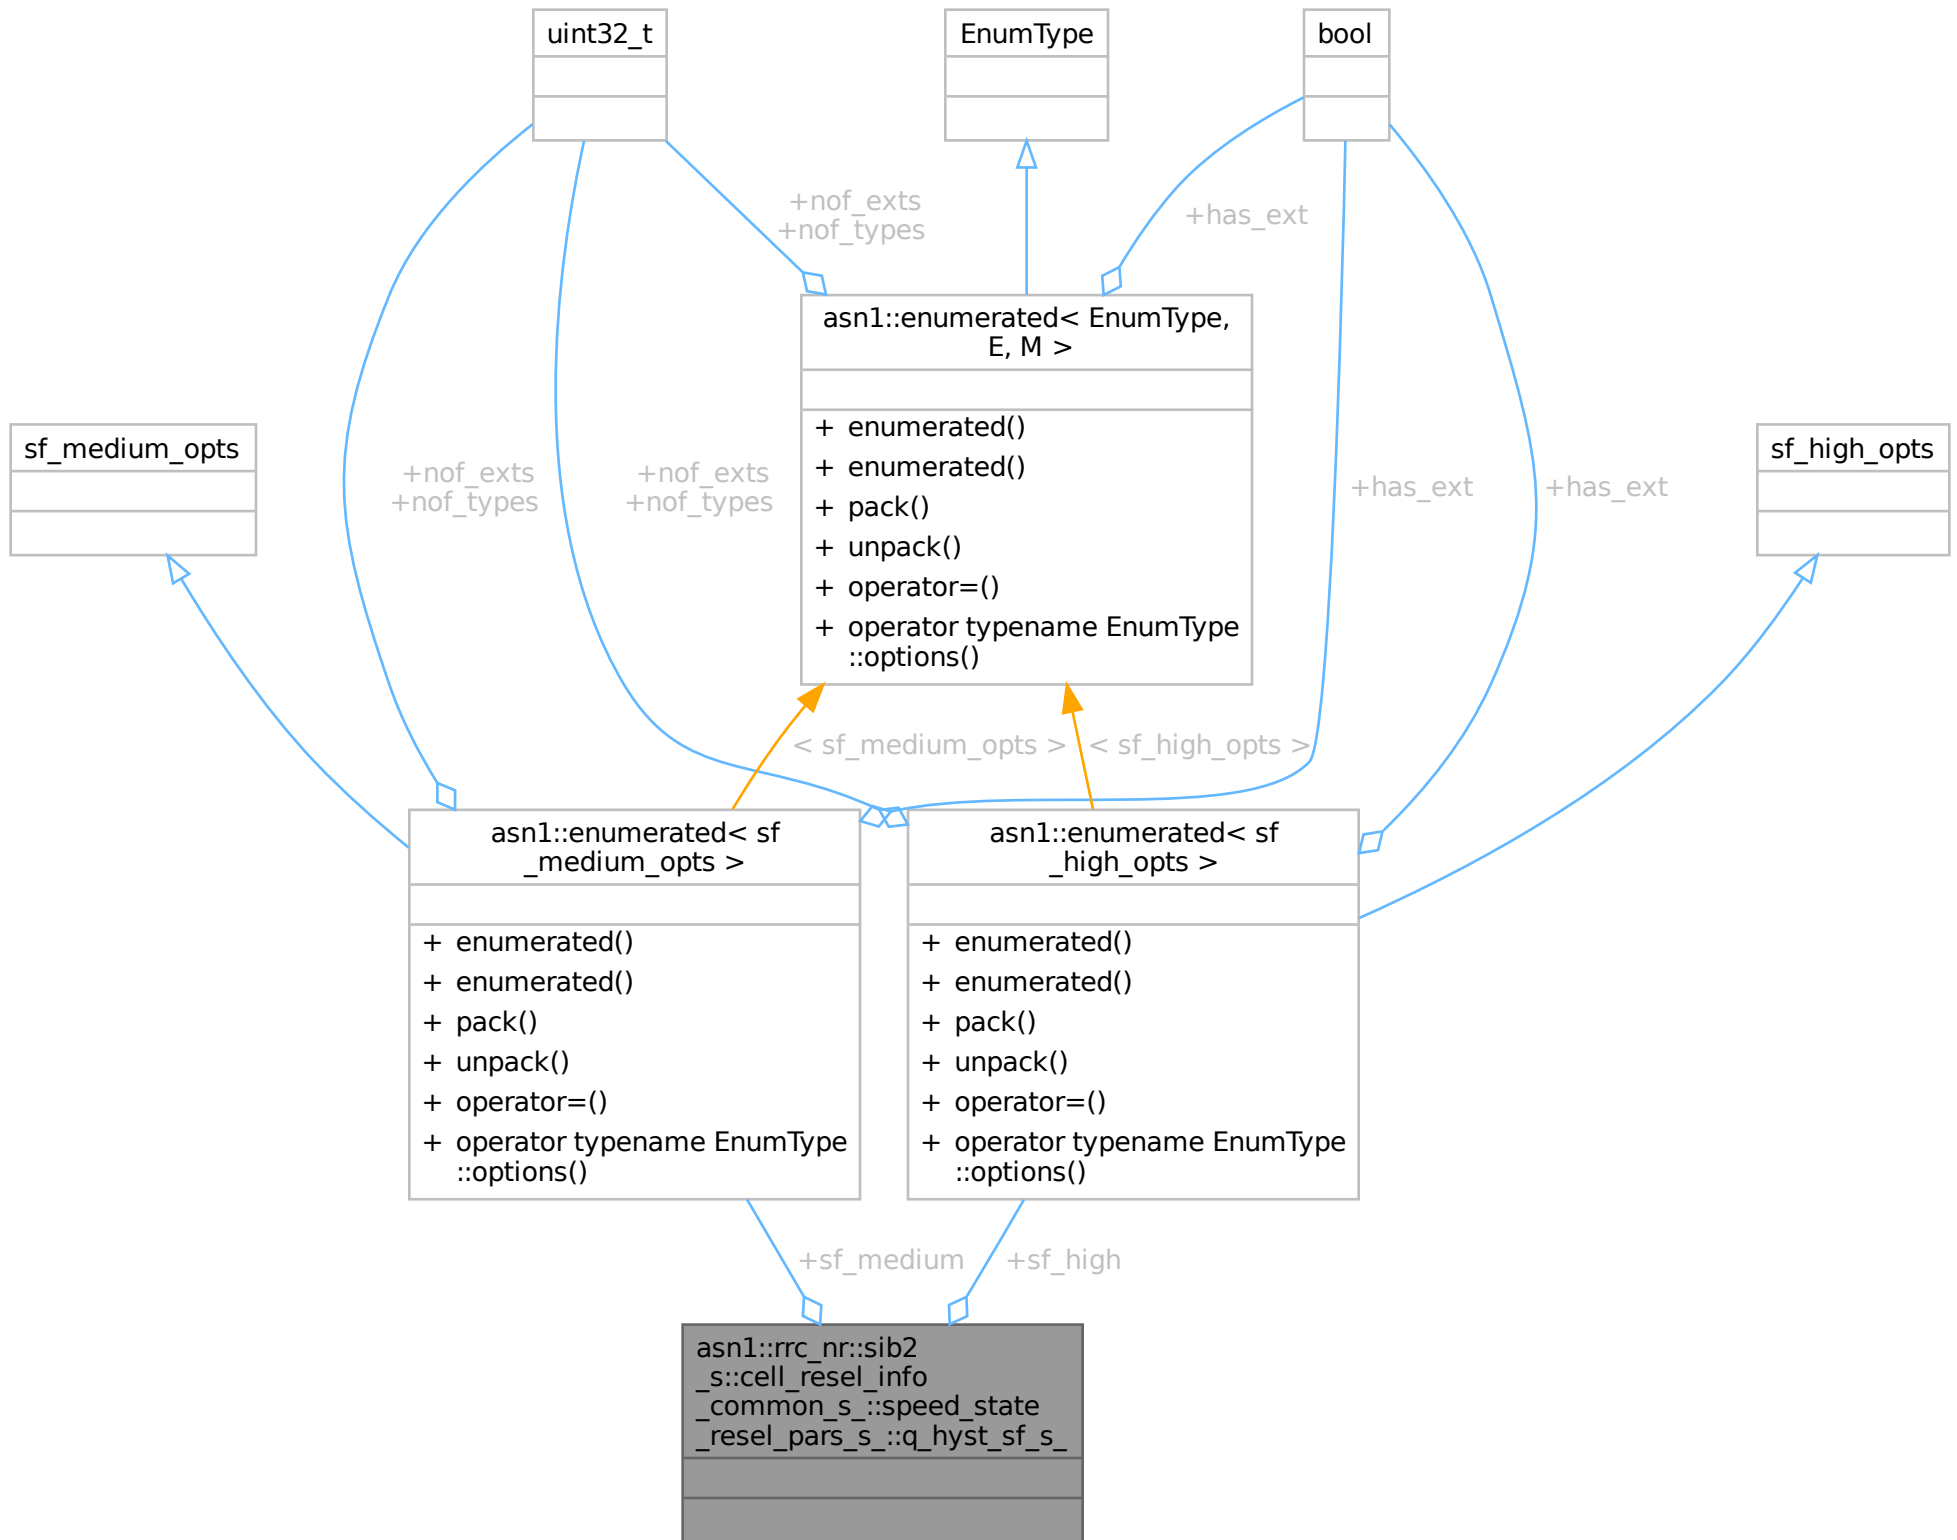 uint32_t
EnumType
bool
+nof_exts
+nof_types
+has_ext
asn1::enumerated< EnumType,
E, M >
+ enumerated()
+ enumerated()
+ pack()
+ unpack()
+ operator=()
+ operator typename EnumType
::options()
sf_medium_opts
sf_high_opts
+nof_exts
+nof_types
+nof_exts
+nof_types
+has_ext
+has_ext
< sf_medium_opts >
< sf_high_opts >
asn1::enumerated< sf
_medium_opts >
+ enumerated()
+ enumerated()
+ pack()
+ unpack()
+ operator=()
+ operator typename EnumType
::options()
asn1::enumerated< sf
_high_opts >
+ enumerated()
+ enumerated()
+ pack()
+ unpack()
+ operator=()
+ operator typename EnumType
::options()
+sf_medium
+sf_high
asn1::rrc_nr::sib2
_s::cell_resel_info
_common_s_::speed_state
_resel_pars_s_::q_hyst_sf_s_